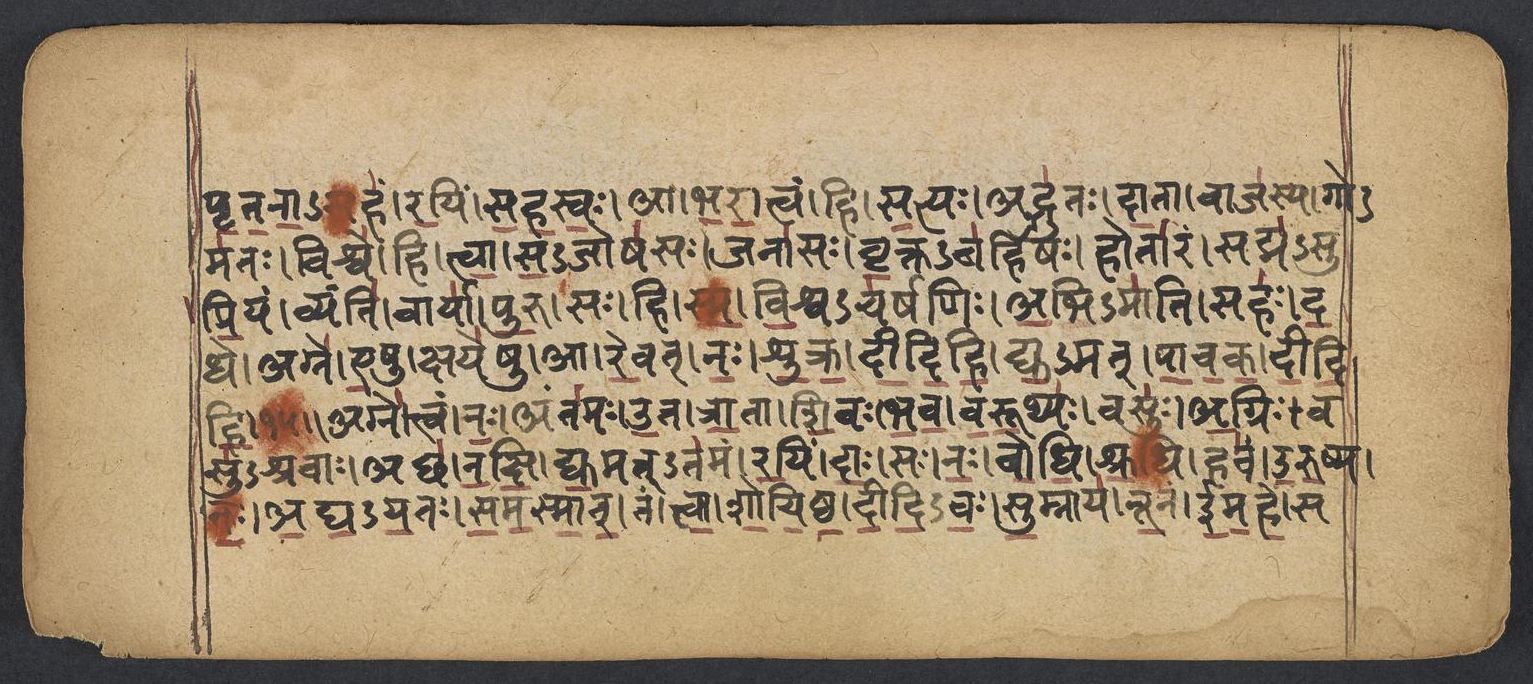 पृतनाऽसहं।रयिं।सहस्वः।आ।भर।त्वं।हि।सत्यः।अद्भुतः।दाता।वाजस्य।गोऽ
मतः।विश्वे।हि।त्वा।सऽजोषसः।जनासः।वृक्तऽबर्हिषः।होतारं।सद्मऽसु
प्रियं।व्यंति।वार्या।पुरु।सः।हि।स्म।विश्वऽचर्षणिः।अभिऽमाति।सहः।द
धे।अग्ने।एषु।क्षयेषु।आ।रेवत्।नः।शुक्र।दीदिहि।द्युऽमत्।पावक।दीदि
हि।१५॥अग्ने।त्वं।नः।अंतमः।उत।त्राता।शिवः।भव।वरूथ्यः।वसुः।अग्निः।व
सुऽश्रवाः।अछ।नक्षि।द्युमत्ऽतमं।रयिं।दाः।सः।नः।बोधि।श्रुधि।हवं।उरुष्य।
नः।अघऽयतः।समस्मात्।तं।त्वा।शोचिष्ठ।दीदिऽवः।सुम्नाय।नूनं।ईमहे।स